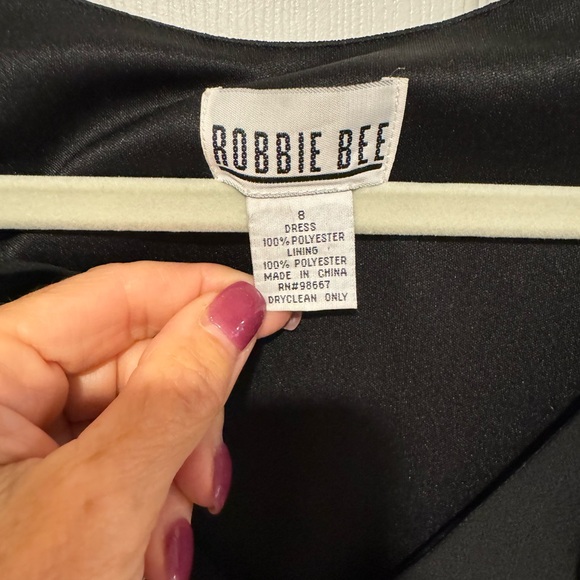 ROBBIE BEE
8
DRESS
100% POLYESTER
LINING
100% POLYESTER
MADE IN CHINA
RN#98667
DRYCLEAN ONLY